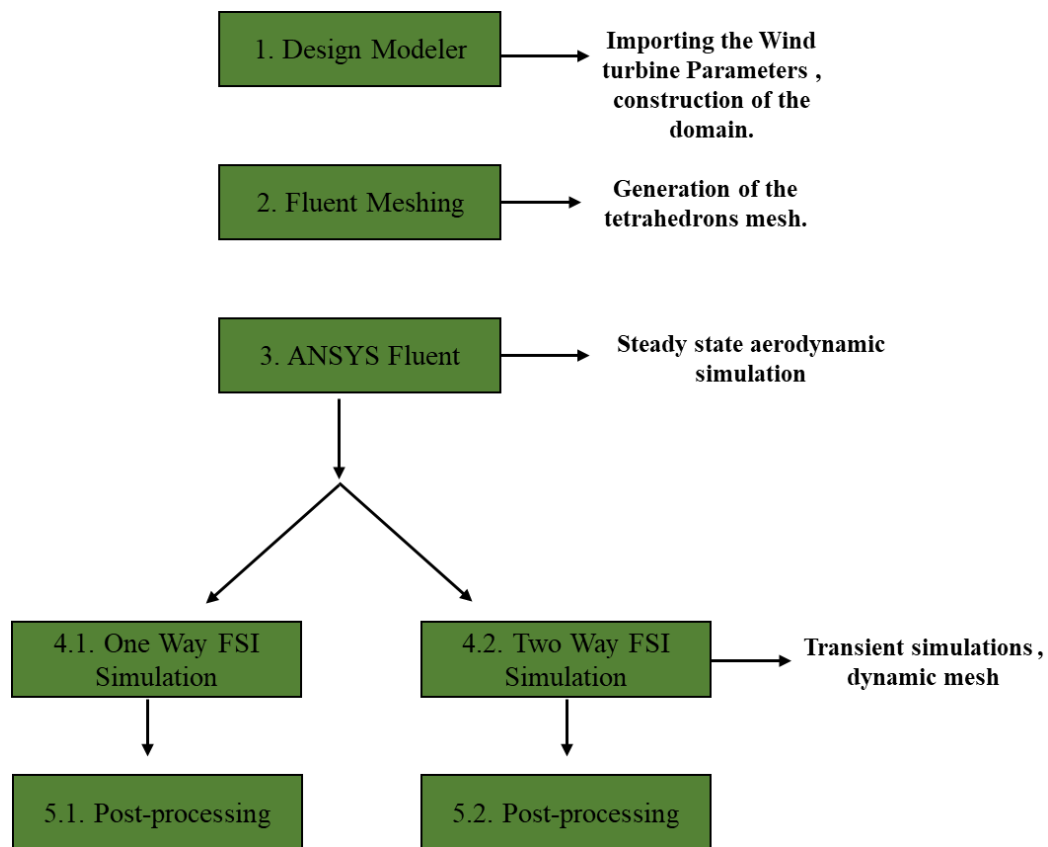 1. Design Modeler
Importing the Wind
turbine Parameters ,
construction of the
domain.
2. Fluent Meshing
Generation of the
tetrahedrons mesh.
3. ANSYS Fluent
Steady state aerodynamic
simulation
4.1. One Way FSI
Simulation
4.2. Two Way FSI
Simulation
Transient simulations ,
dynamic mesh
5.1. Post-processing
5.2. Post-processing